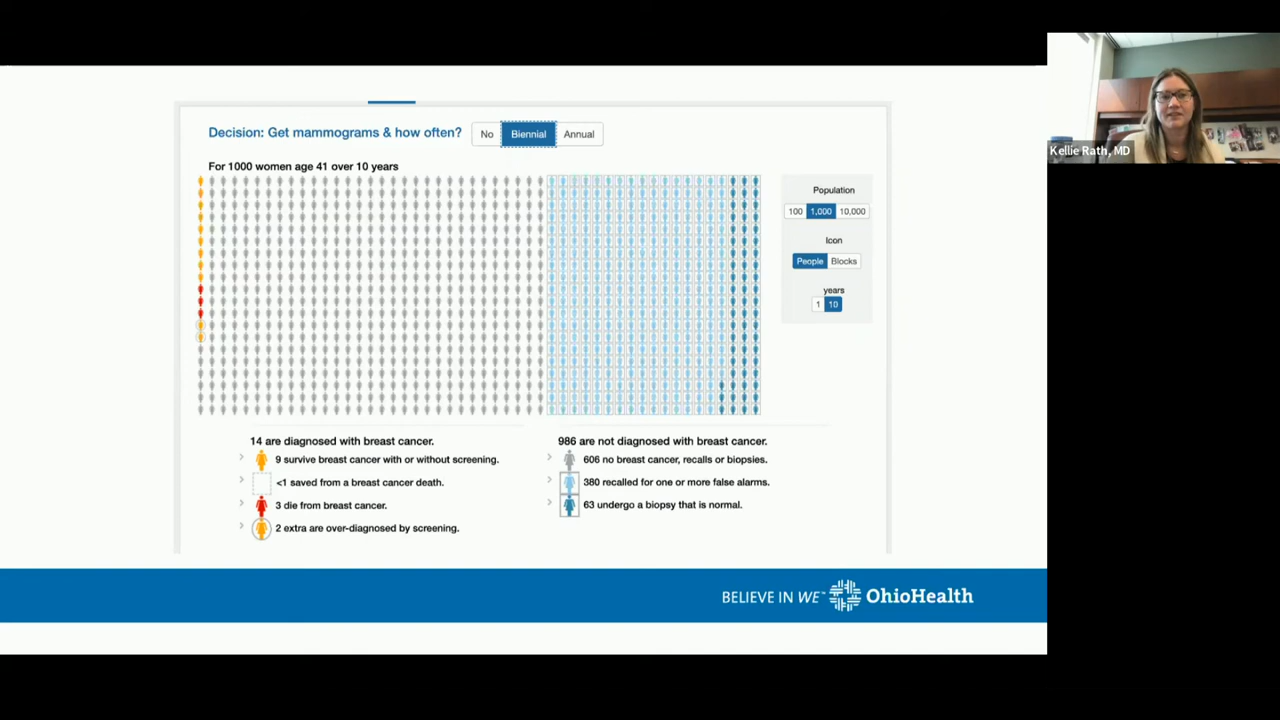 Decision: Get mammograms & how often? No Biennial Annual
For 1000 women age 41 over 10 years
Population
100 1,000 10,000
Icon
People Blocks
years
1 10
14 are diagnosed with breast cancer.
9 survive breast cancer with or without screening.
<1 saved from a breast cancer death.
3 die from breast cancer.
2 extra are over-diagnosed by screening.
986 are not diagnosed with breast cancer.
606 no breast cancer, recalls or biopsies.
380 recalled for one or more false alarms.
63 undergo a biopsy that is normal.
BELIEVE IN WE™ OhioHealth
Kellie Rath, MD